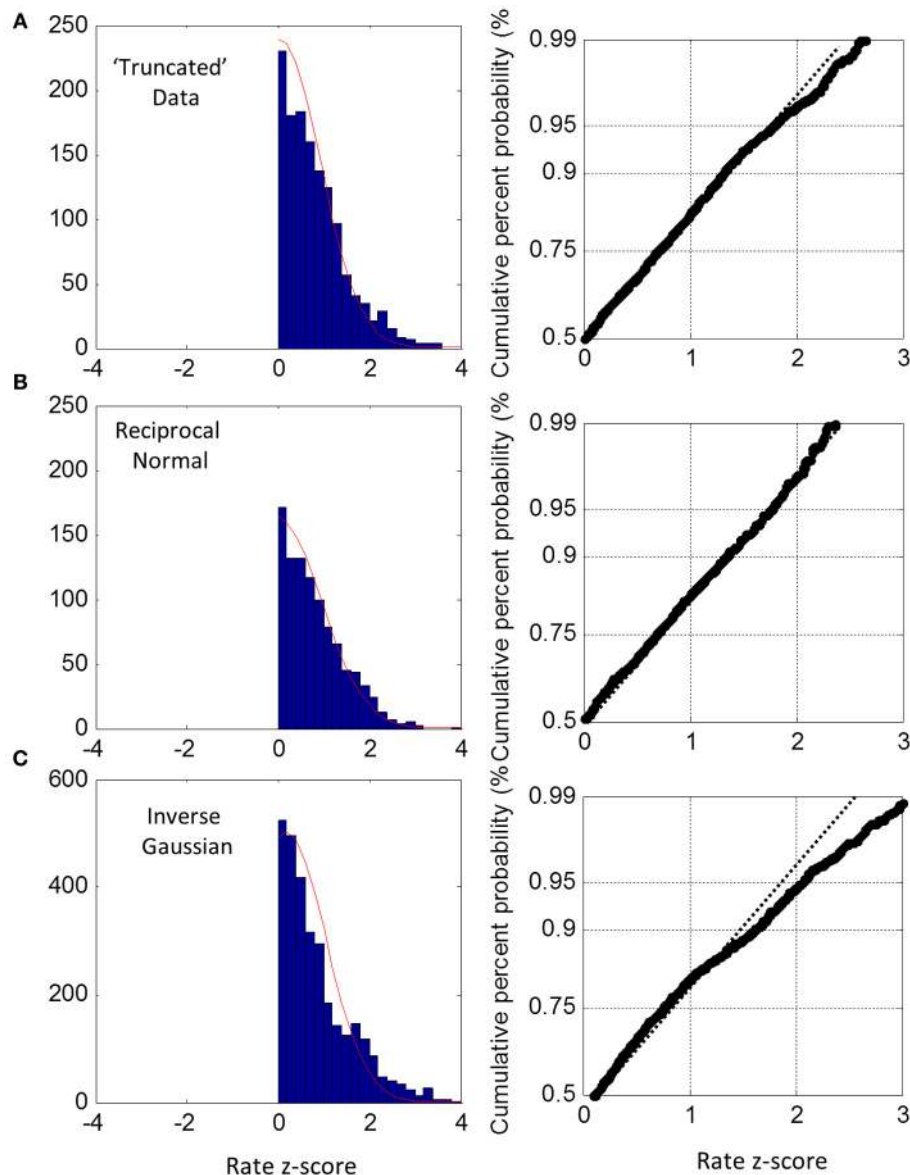 A
250
200
150
100
50
0
'Truncated'
Data
-4 -2 0 2 4
Cumulative percent probability (%
0.99
0.95
0.9
0.75
0.5
0 1 2 3
B
250
200
150
100
50
0
Reciprocal
Normal
-4 -2 0 2 4
Cumulative percent probability (%
0.99
0.95
0.9
0.75
0.5
0 1 2 3
C
600
400
200
0
Inverse
Gaussian
-4 -2 0 2 4
Rate z-score
Cumulative percent probability (%
0.99
0.95
0.9
0.75
0.5
0 1 2 3
Rate z-score